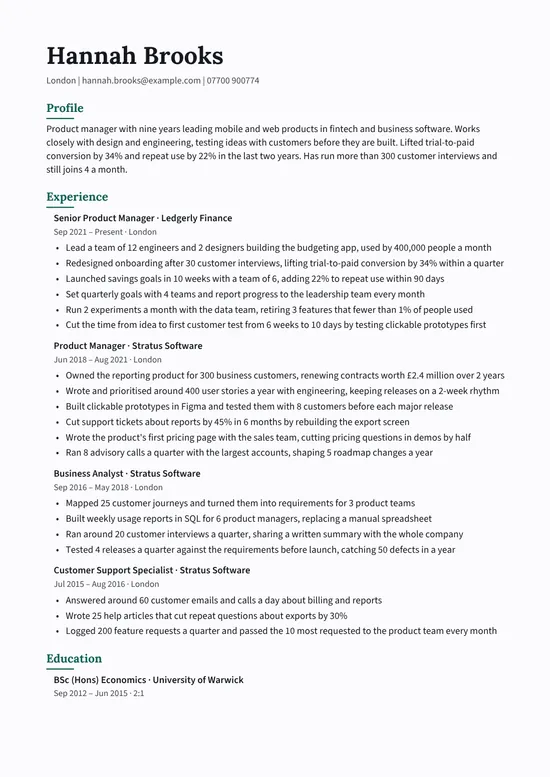 Hannah Brooks
London | hannah.brooks@example.com | 07700 900774
Profile
Product manager with nine years leading mobile and web products in fintech and business software. Works
closely with design and engineering, testing ideas with customers before they are built. Lifted trial-to-paid
conversion by 34% and repeat use by 22% in the last two years. Has run more than 300 customer interviews and
still joins 4 a month.
Experience
Senior Product Manager · Ledgerly Finance
Sep 2021 – Present · London
• Lead a team of 12 engineers and 2 designers building the budgeting app, used by 400,000 people a month
• Redesigned onboarding after 30 customer interviews, lifting trial-to-paid conversion by 34% within a quarter
• Launched savings goals in 10 weeks with a team of 6, adding 22% to repeat use within 90 days
• Set quarterly goals with 4 teams and report progress to the leadership team every month
• Run 2 experiments a month with the data team, retiring 3 features that fewer than 1% of people used
• Cut the time from idea to first customer test from 6 weeks to 10 days by testing clickable prototypes first
Product Manager · Stratus Software
Jun 2018 – Aug 2021 · London
• Owned the reporting product for 300 business customers, renewing contracts worth £2.4 million over 2 years
• Wrote and prioritised around 400 user stories a year with engineering, keeping releases on a 2-week rhythm
• Built clickable prototypes in Figma and tested them with 8 customers before each major release
• Cut support tickets about reports by 45% in 6 months by rebuilding the export screen
• Wrote the product's first pricing page with the sales team, cutting pricing questions in demos by half
• Ran 8 advisory calls a quarter with the largest accounts, shaping 5 roadmap changes a year
Business Analyst · Stratus Software
Sep 2016 – May 2018 · London
• Mapped 25 customer journeys and turned them into requirements for 3 product teams
• Built weekly usage reports in SQL for 6 product managers, replacing a manual spreadsheet
• Ran around 20 customer interviews a quarter, sharing a written summary with the whole company
• Tested 4 releases a quarter against the requirements before launch, catching 50 defects in a year
Customer Support Specialist · Stratus Software
Jul 2015 – Aug 2016 · London
• Answered around 60 customer emails and calls a day about billing and reports
• Wrote 25 help articles that cut repeat questions about exports by 30%
• Logged 200 feature requests a quarter and passed the 10 most requested to the product team every month
Education
BSc (Hons) Economics · University of Warwick
Sep 2012 – Jun 2015 · 2:1